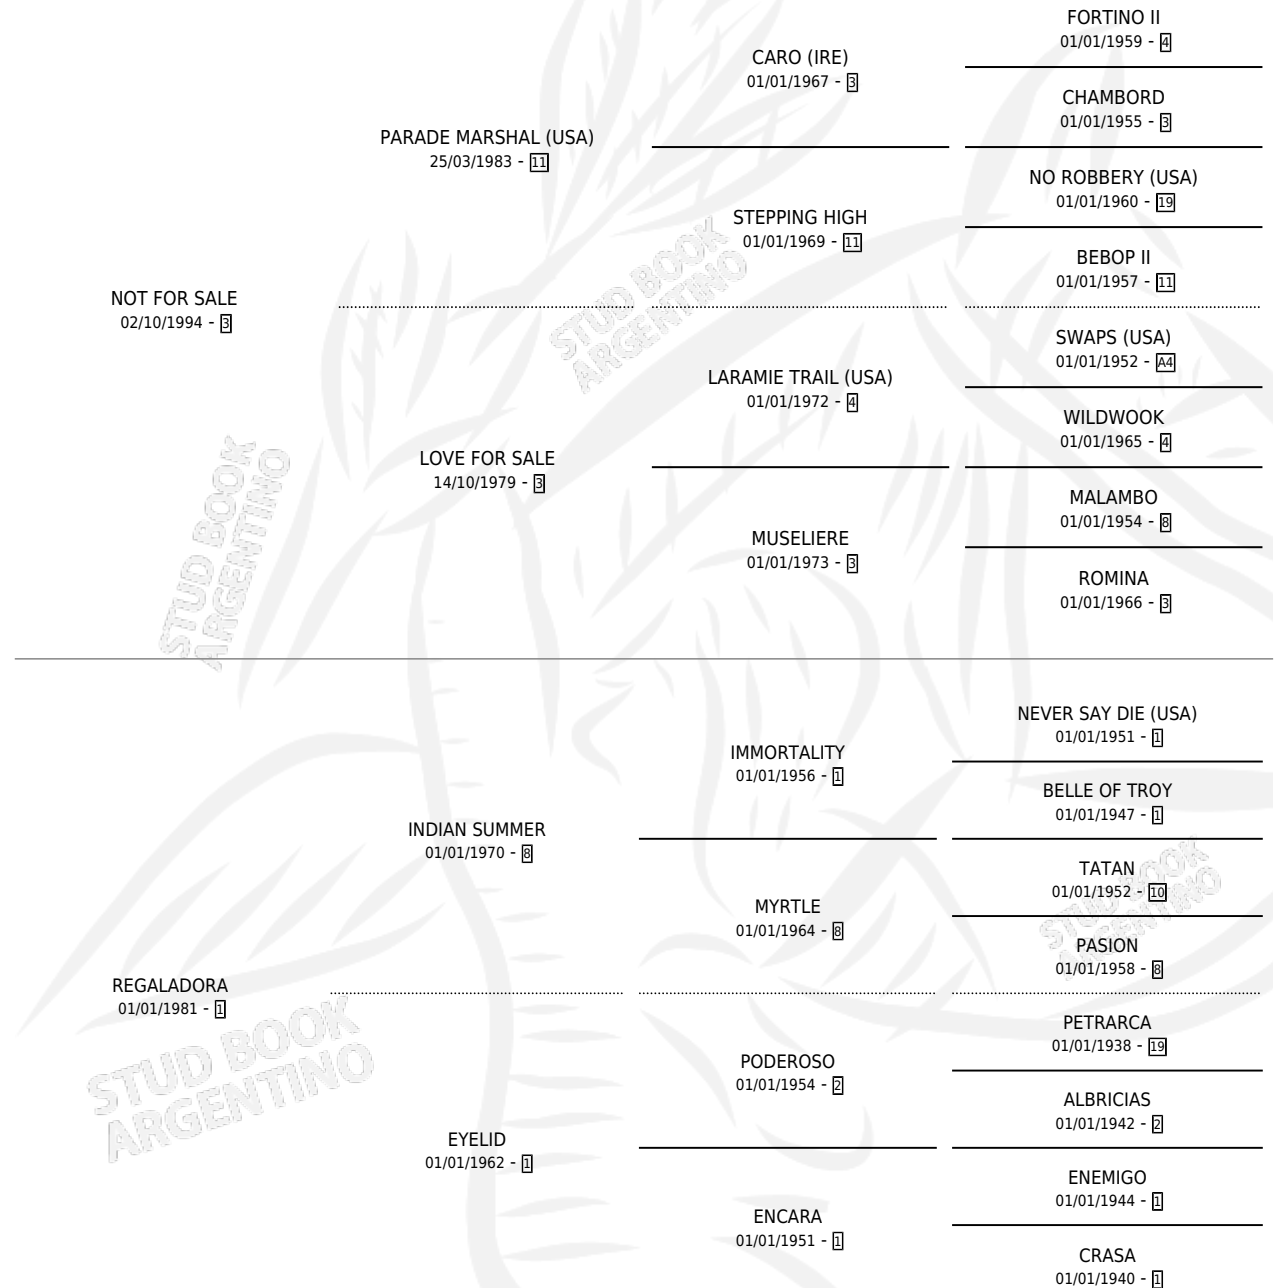 FORTINO II
01/01/1959 - 4
CARO (IRE)
01/01/1967 - 3
CHAMBORD
01/01/1955 - 3
PARADE MARSHAL (USA)
25/03/1983 - 11
NO ROBBERY (USA)
01/01/1960 - 19
STEPPING HIGH
01/01/1969 - 11
BEBOP II
01/01/1957 - 11
NOT FOR SALE
02/10/1994 - 3
SWAPS (USA)
01/01/1952 - A4
LARAMIE TRAIL (USA)
01/01/1972 - 4
WILDWOOK
01/01/1965 - 4
LOVE FOR SALE
14/10/1979 - 3
MALAMBO
01/01/1954 - 8
MUSELIERE
01/01/1973 - 3
ROMINA
01/01/1966 - 3
STUD BOOK
ARGENTINO
STUD BOOK
ARGENTINO
NEVER SAY DIE (USA)
01/01/1951 - 1
IMMORTALITY
01/01/1956 - 1
BELLE OF TROY
01/01/1947 - 1
INDIAN SUMMER
01/01/1970 - 8
TATAN
01/01/1952 - 10
MYRTLE
01/01/1964 - 8
PASION
01/01/1958 - 8
REGALADORA
01/01/1981 - 1
PETRARCA
01/01/1938 - 19
PODEROSO
01/01/1954 - 2
ALBRICIAS
01/01/1942 - 2
EYELID
01/01/1962 - 1
ENEMIGO
01/01/1944 - 1
ENCARA
01/01/1951 - 1
CRASA
01/01/1940 - 1
STUD BOOK
ARGENTINO
STUD BOOK
ARGENTINO